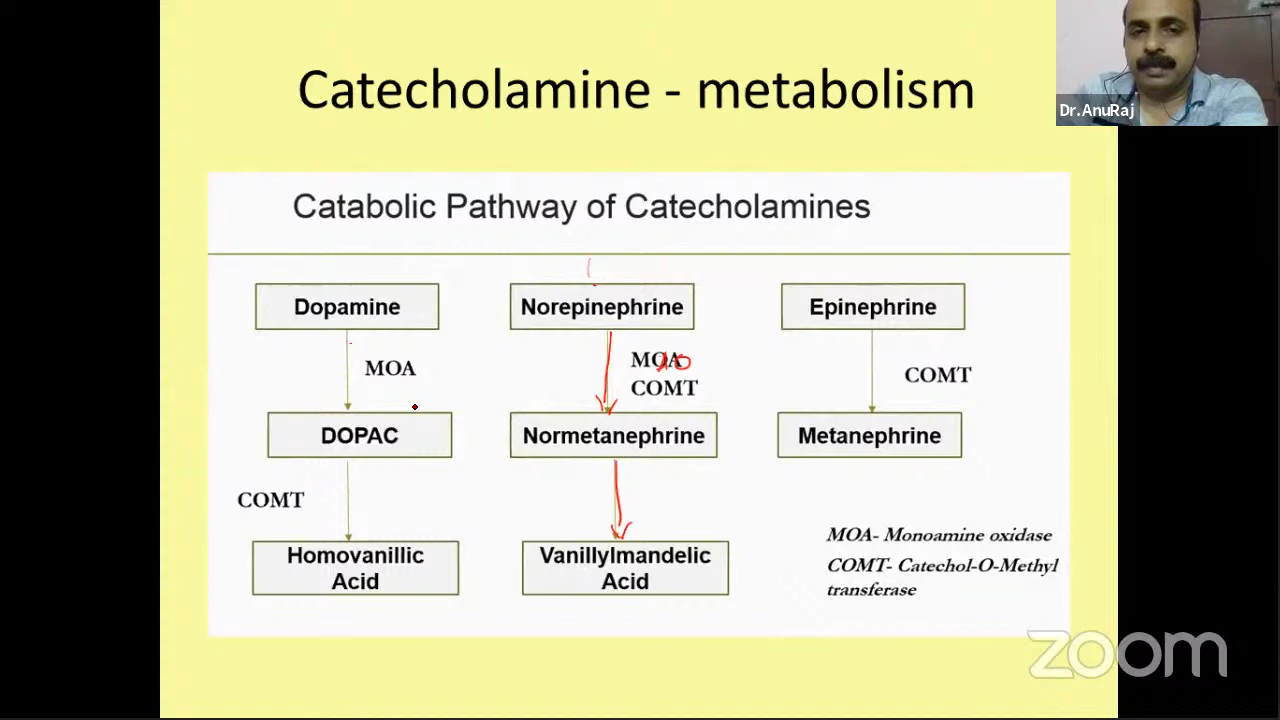 Catecholamine - metabolism
Dr.AnuRaj
Catabolic Pathway of Catecholamines
Dopamine
Norepinephrine
Epinephrine
MOA
MOA
AO
COMT
COMT
DOPAC
Normetanephrine
Metanephrine
COMT
Homovanillic
Acid
Vanillylmandelic
Acid
MOA- Monoamine oxidase
COMT- Catechol-O-Methyl
transferase
zoom